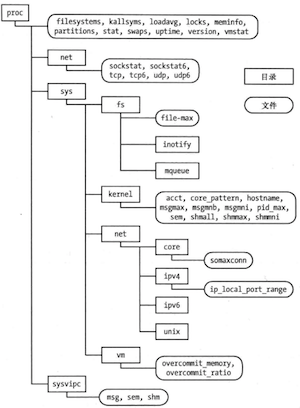 proc
filesystems, kallsyms, loadavg, locks, meminfo,
partitions, stat, swaps, uptime, version, vmstat
net
sockstat, sockstat6,
tcp, tcp6, udp, udp6
sys
fs
目录
file-max
文件
inotify
mqueue
kernel
acct, core_pattern, hostname,
msgmax, msgmnb, msgmni, pid_max,
sem, shmall, shmmax, shmmni
net
core
somaxconn
ipv4
ip_local_port_range
ipv6
unix
vm
overcommit_memory,
overcommit_ratio
sysvipc
msg, sem, shm